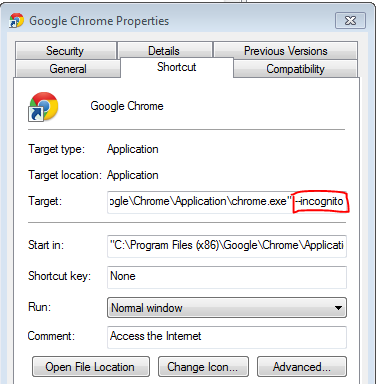 Google Chrome Properties
Security Details Previous Versions
General Shortcut Compatibility
Google Chrome
Target type: Application
Target location: Application
Target: ogle\Chrome\Application\chrome.exe" --incognito
Start in: "C:\Program Files (x86)\Google\Chrome\Applicati
Shortcut key: None
Run: Normal window
Comment: Access the Internet
Open File Location Change Icon... Advanced...